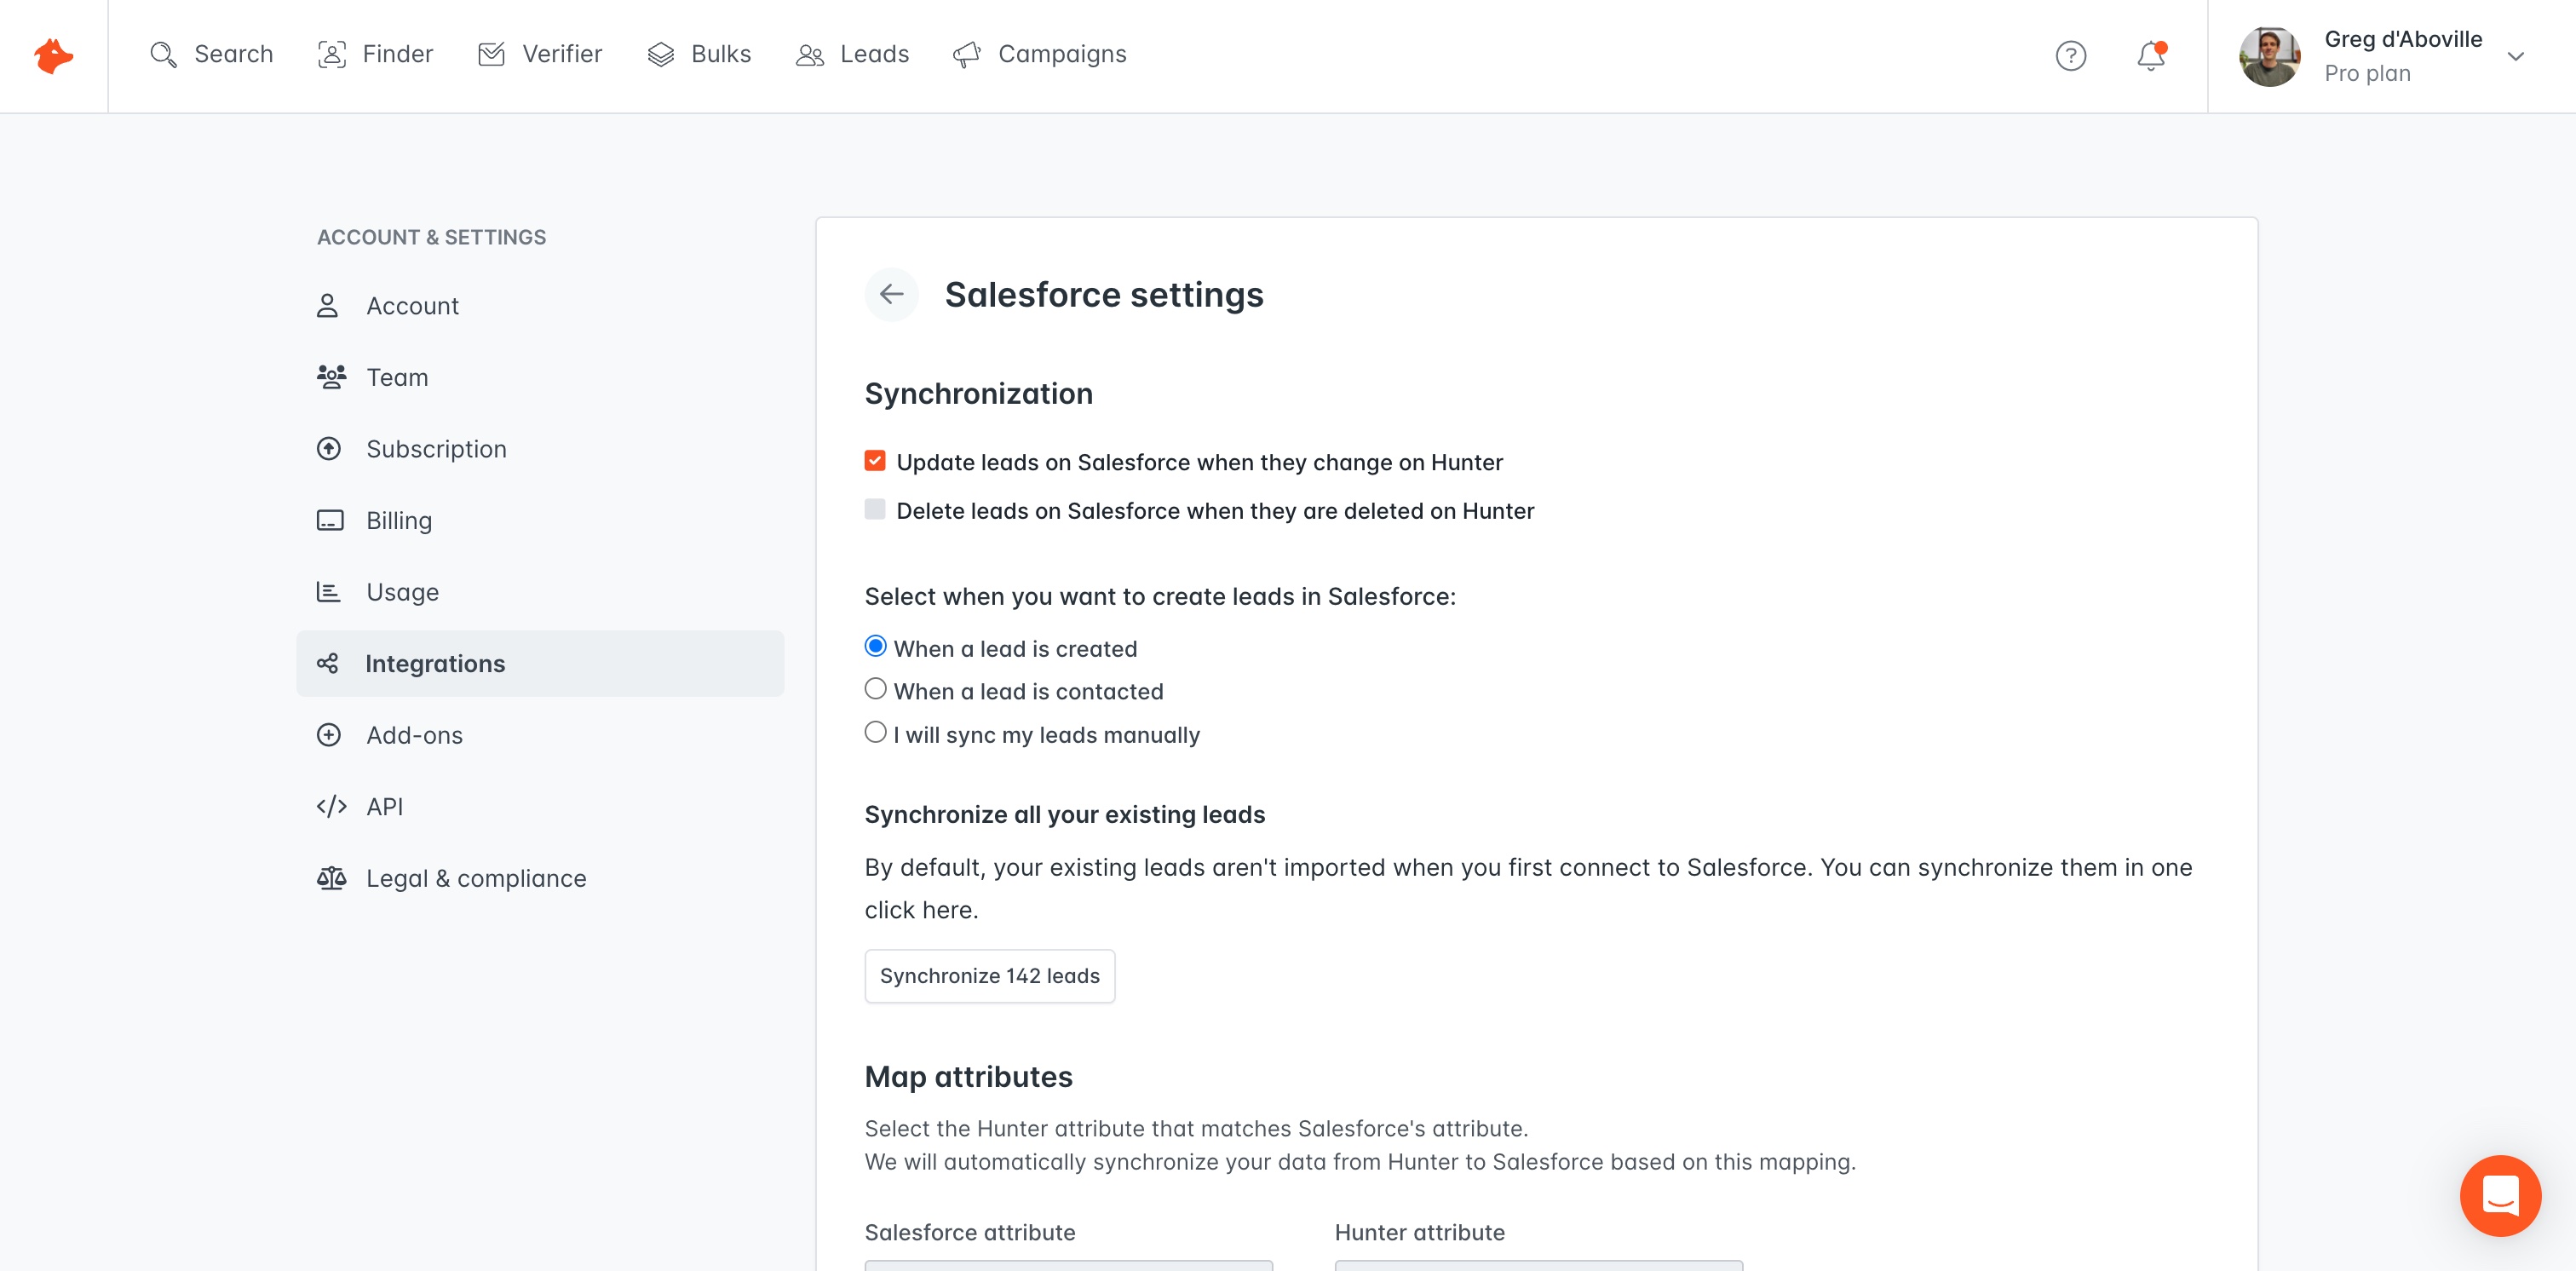 Search
Finder
Verifier
Bulks
Leads
Campaigns
Greg d'Aboville
Pro plan
ACCOUNT & SETTINGS
Account
Team
Subscription
Billing
Usage
Integrations
Add-ons
API
Legal & compliance
Salesforce settings
Synchronization
Update leads on Salesforce when they change on Hunter
Delete leads on Salesforce when they are deleted on Hunter
Select when you want to create leads in Salesforce:
When a lead is created
When a lead is contacted
I will sync my leads manually
Synchronize all your existing leads
By default, your existing leads aren't imported when you first connect to Salesforce. You can synchronize them in one
click here.
Synchronize 142 leads
Map attributes
Select the Hunter attribute that matches Salesforce's attribute.
We will automatically synchronize your data from Hunter to Salesforce based on this mapping.
Salesforce attribute
Hunter attribute